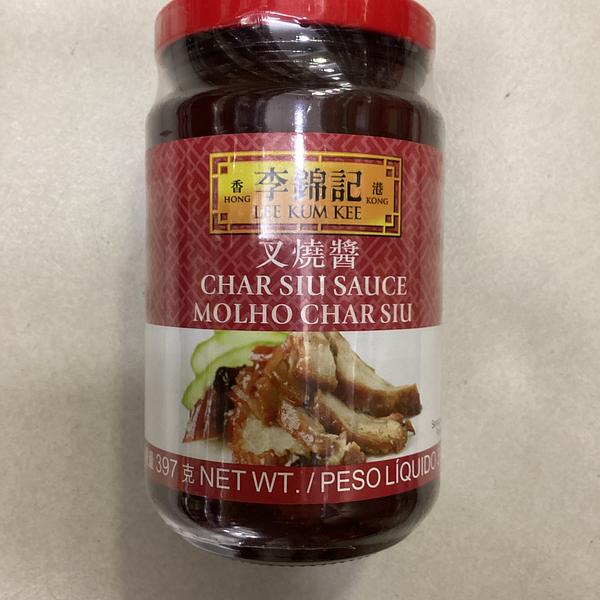 香 李錦記 港
HONG LEE KUM KEE KONG
叉燒醬
CHAR SIU SAUCE
MOLHO CHAR SIU
397 克 NET WT. / PESO LÍQUIDO